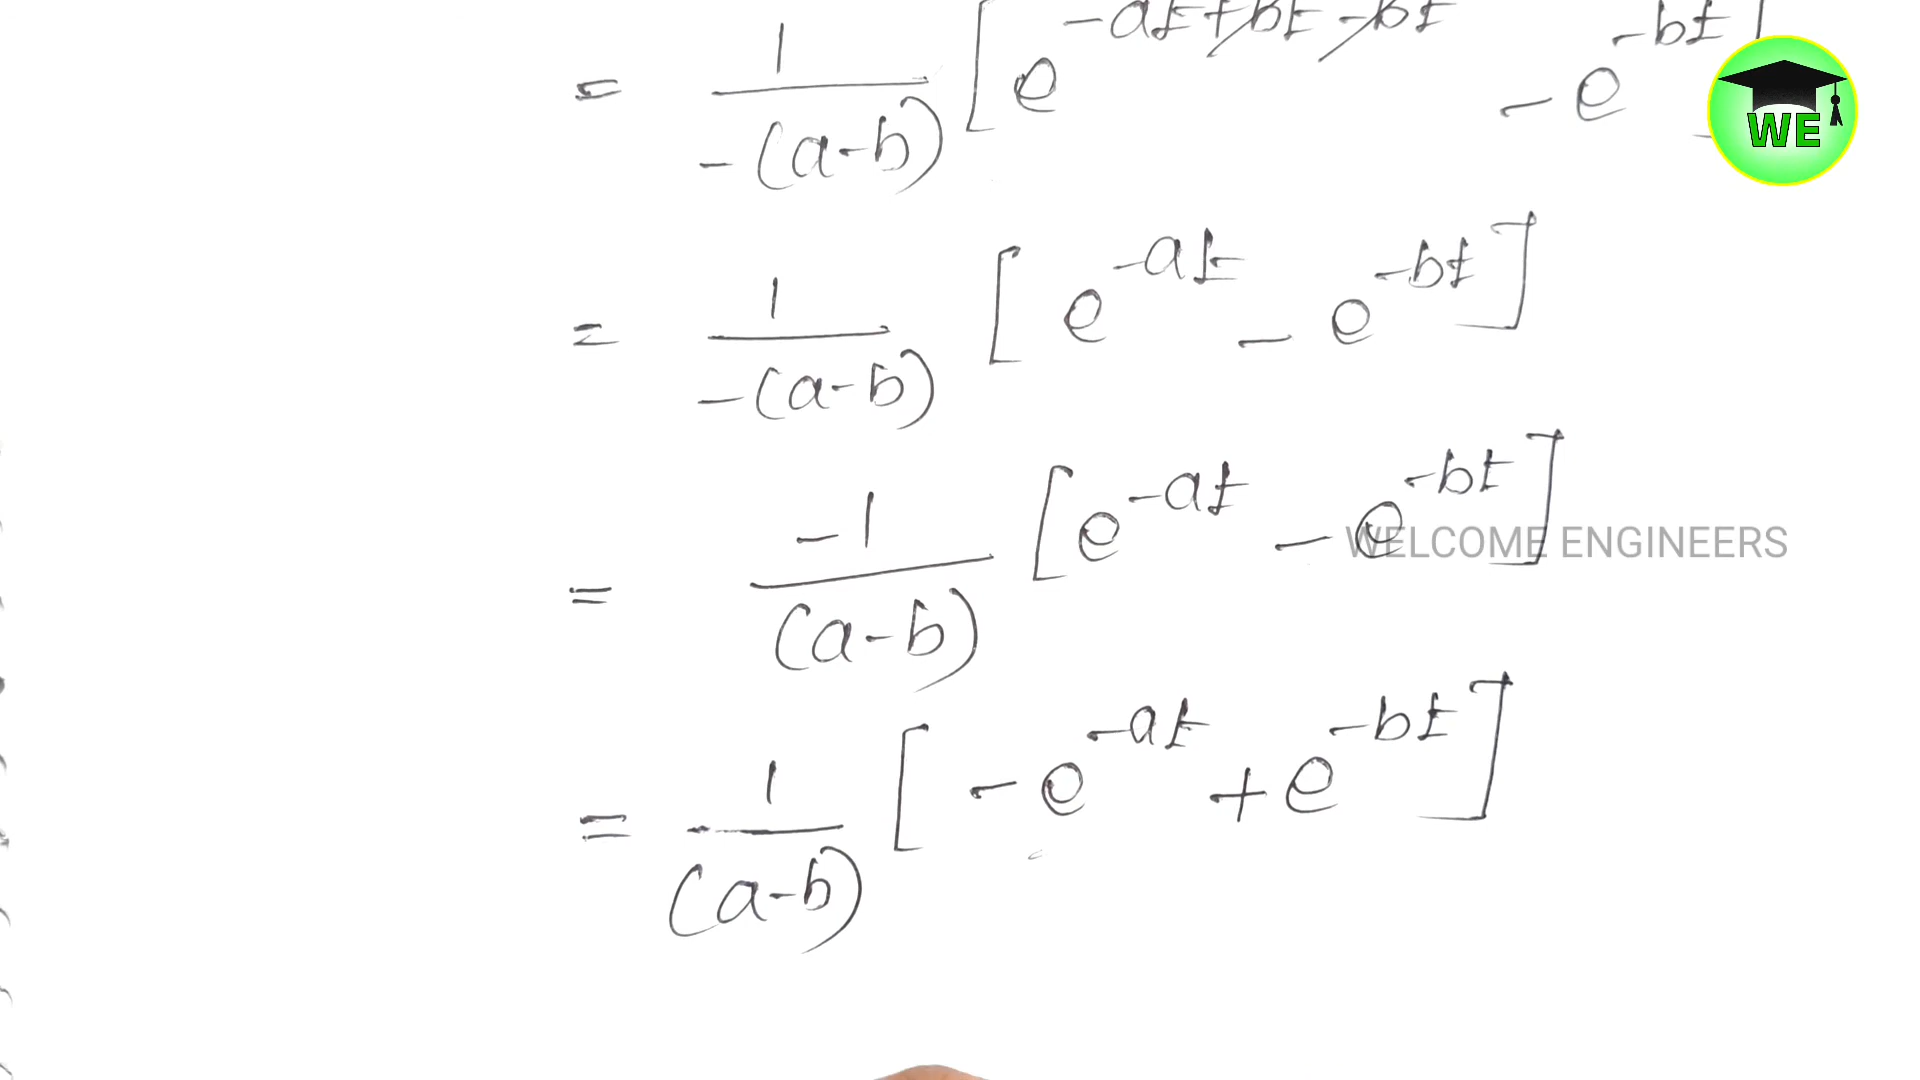 = 1/-(a-b) [e^-at+bt-bt - e^-bt]
WE
= 1/-(a-b) [e^-at - e^-bt]
= -1/(a-b) [e^-at - e^-bt]
WELCOME ENGINEERS
= 1/(a-b) [-e^-at + e^-bt]